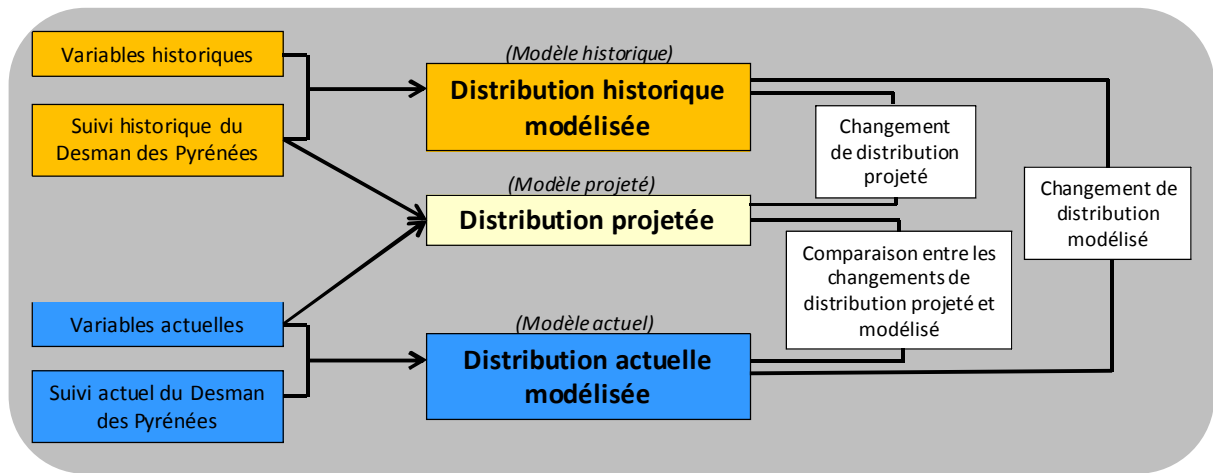 Variables historiques
Suivi historique du
Desman des Pyrénées
Variables actuelles
Suivi actuel du Desman
des Pyrénées
(Modèle historique)
Distribution historique
modélisée
(Modèle projeté)
Distribution projetée
(Modèle actuel)
Distribution actuelle
modélisée
Changement
de distribution
projeté
Comparaison entre les
changements de
distribution projeté et
modélisé
Changement de
distribution
modélisé